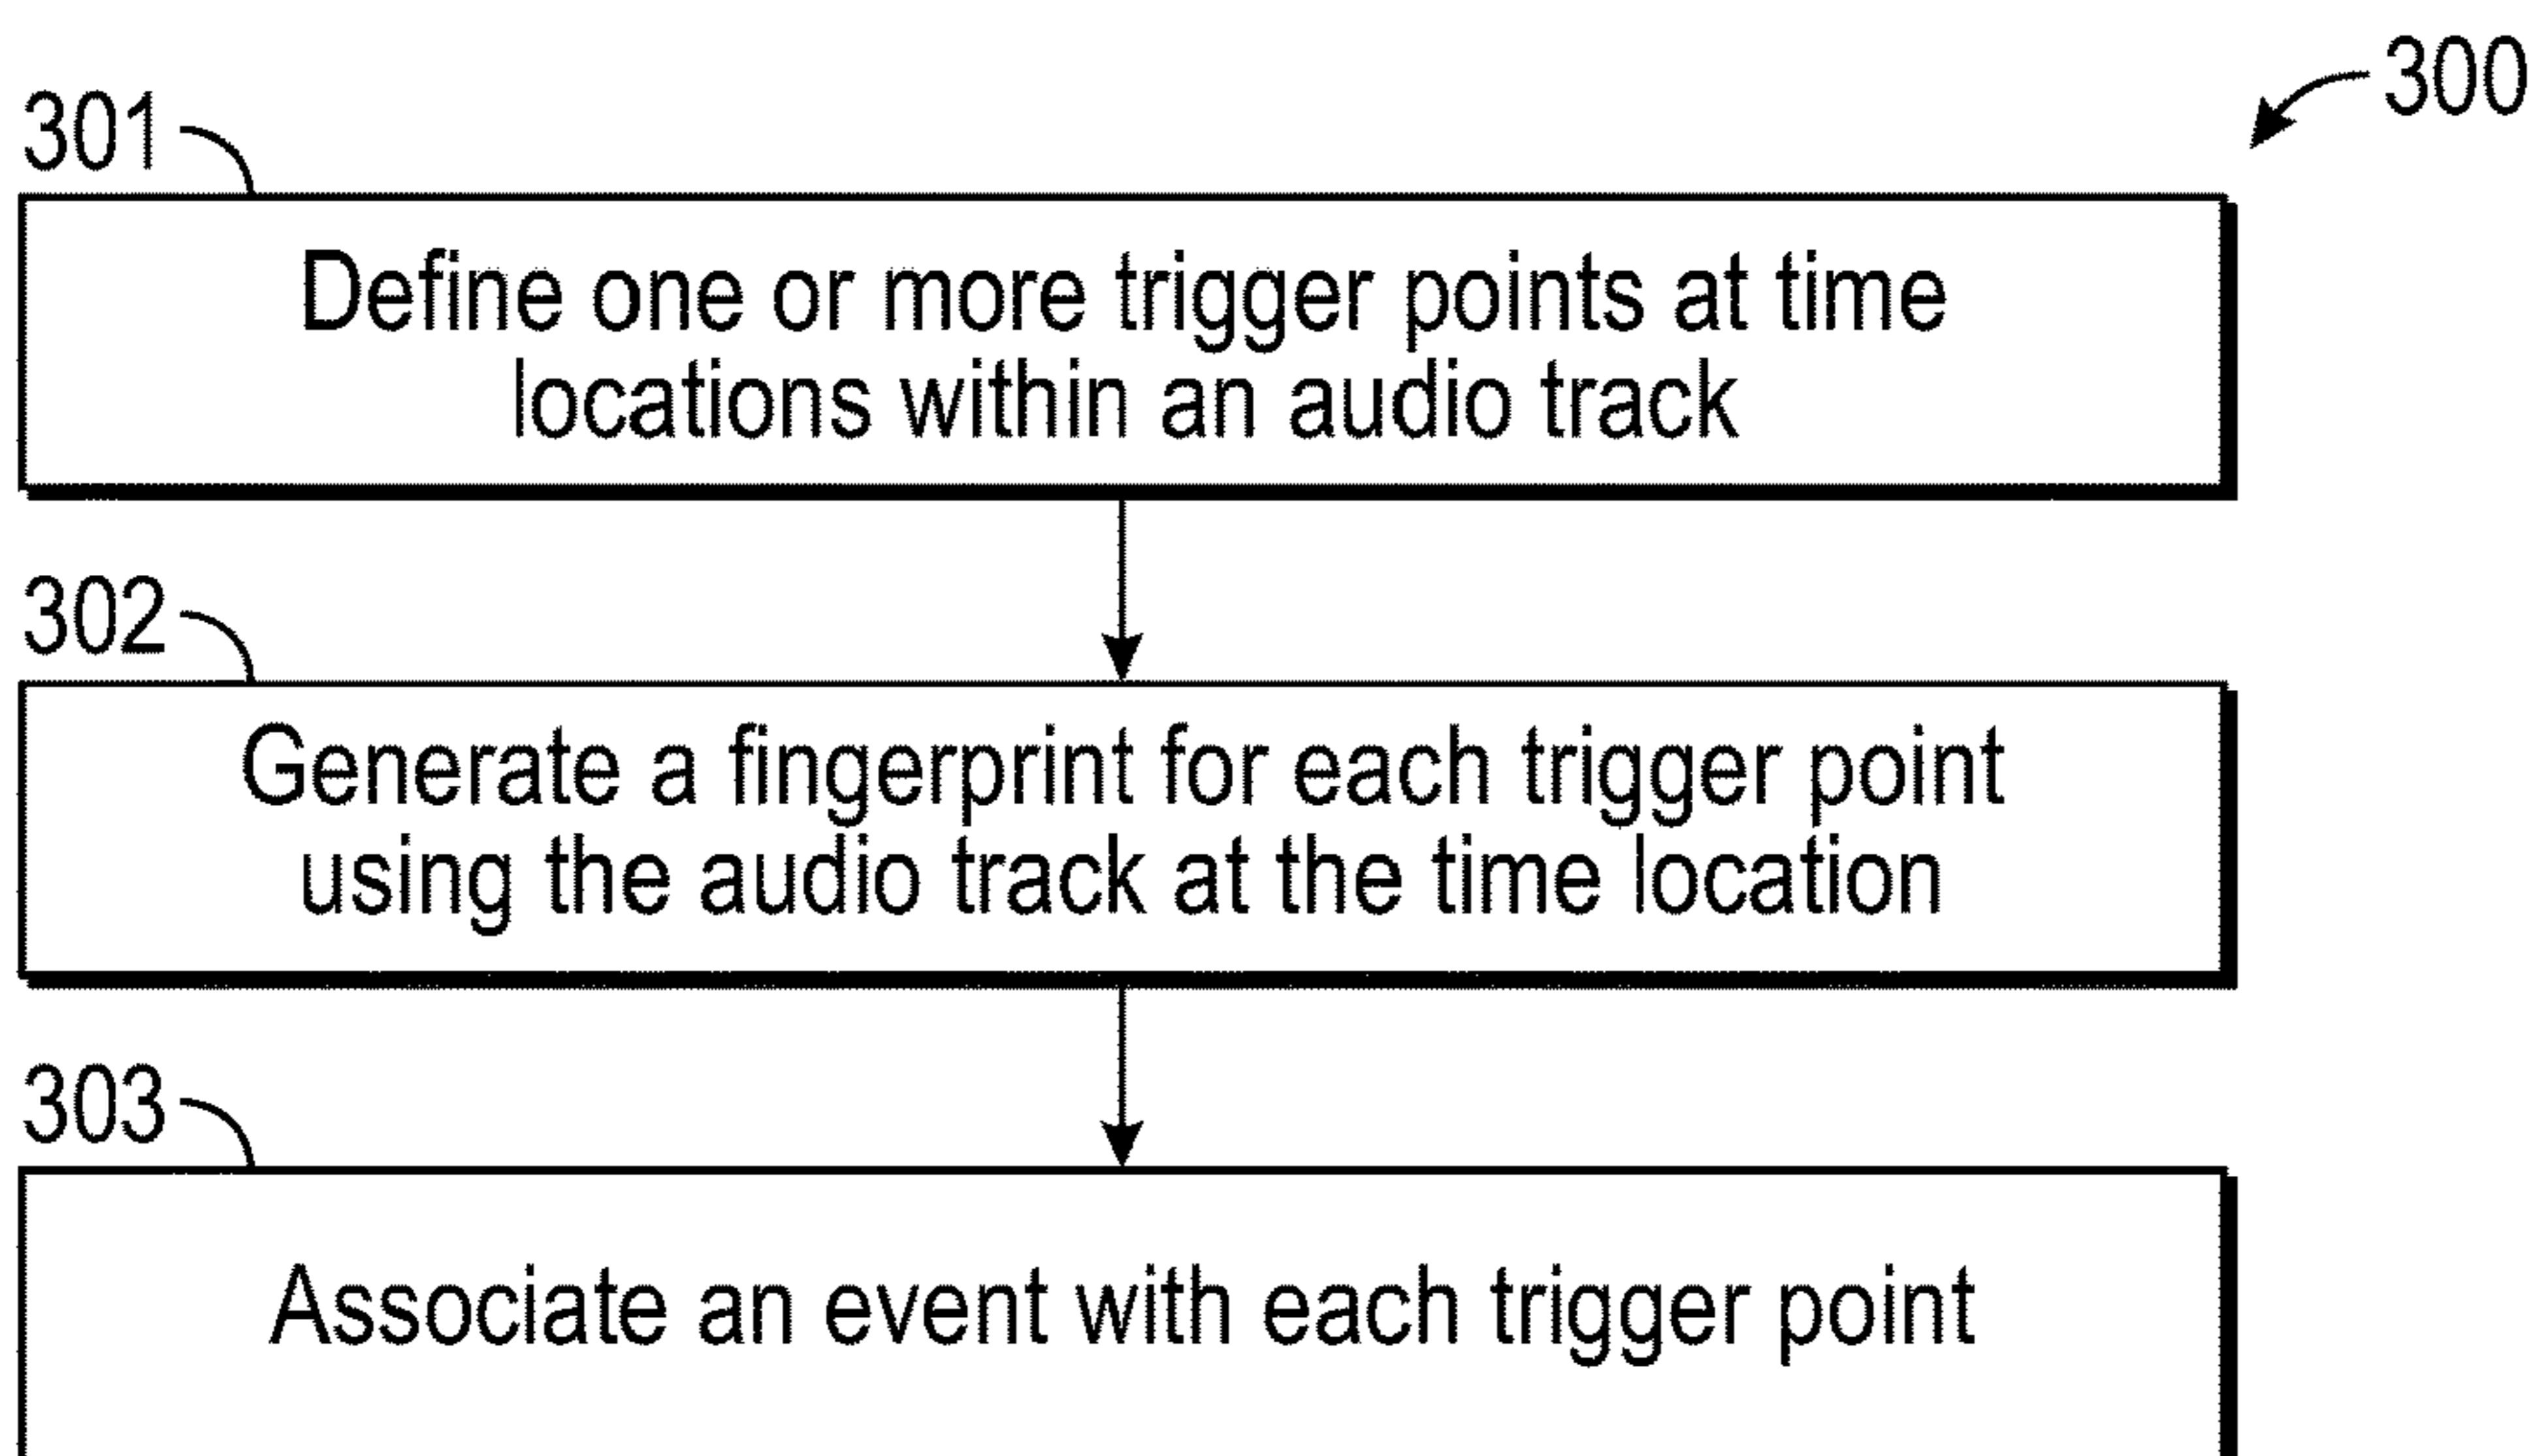 300
301
Define one or more trigger points at time
locations within an audio track
302
Generate a fingerprint for each trigger point
using the audio track at the time location
303
Associate an event with each trigger point